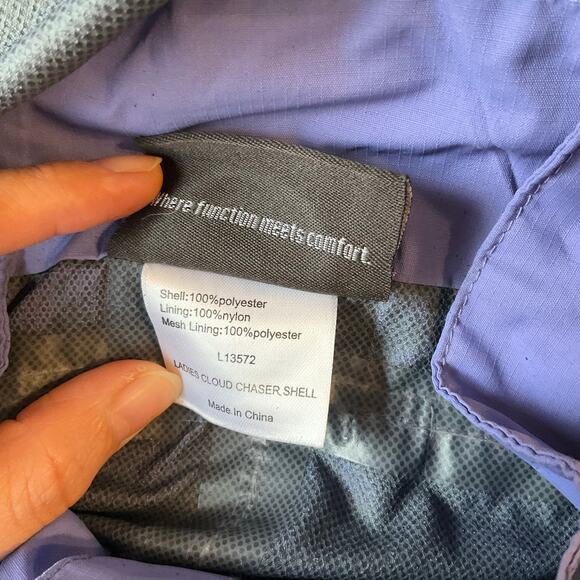 where function meets comfort.
Shell:100%polyester
Lining:100%nylon
Mesh Lining:100%polyester
L13572
LADIES CLOUD CHASER SHELL
Made in China